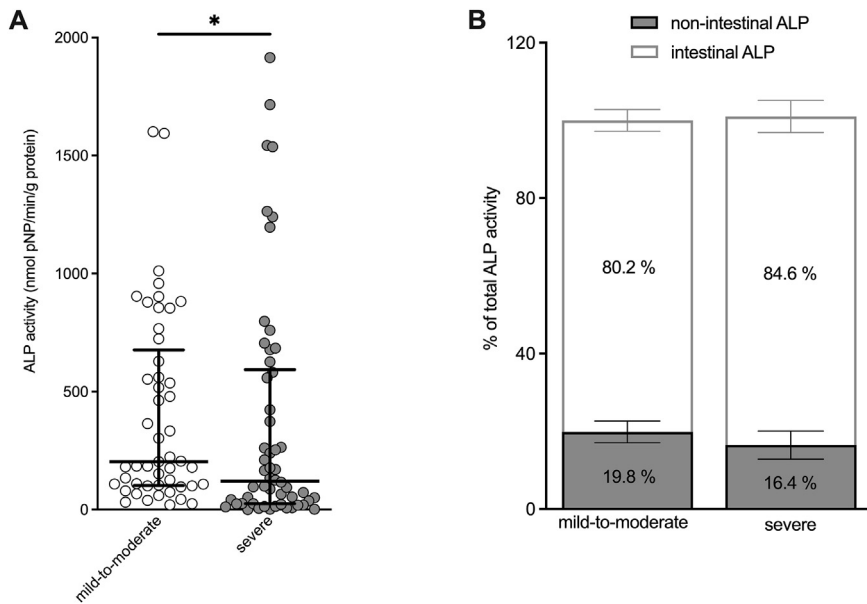 A
*
ALP activity (nmol pNP/min/g protein)
2000
1500
1000
500
0
mild-to-moderate
severe
B
non-intestinal ALP
intestinal ALP
% of total ALP activity
120
80
40
0
80.2 %
84.6 %
19.8 %
16.4 %
mild-to-moderate
severe